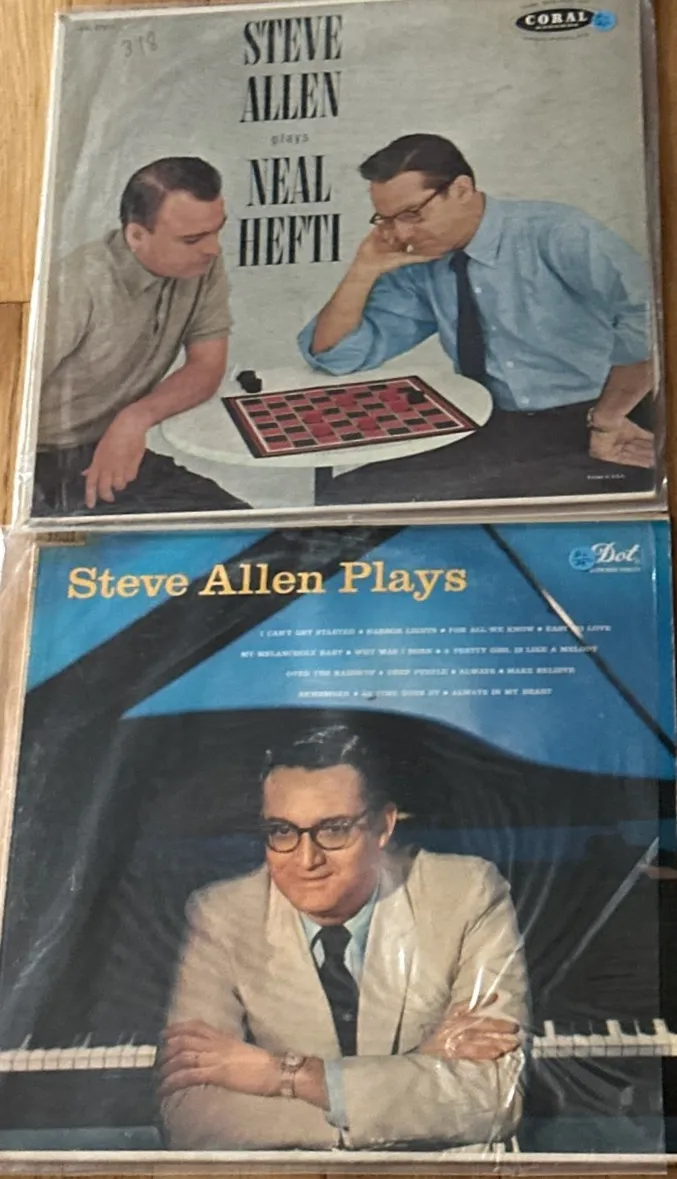 318
CORAL
STEVE
ALLEN
plays
NEAL
HEFTI
Dot
Steve Allen Plays
I CAN'T GET STARTED • HARBOR LIGHTS • FOR ALL WE KNOW • EASY TO LOVE
MY MELANCHOLY BABY • WHY WAS I BORN • A PRETTY GIRL IS LIKE A MELODY
OVER THE RAINBOW • DEEP PURPLE • ALWAYS • MAKE BELIEVE
REMEMBER • AS TIME GOES BY • ALWAYS IN MY HEART